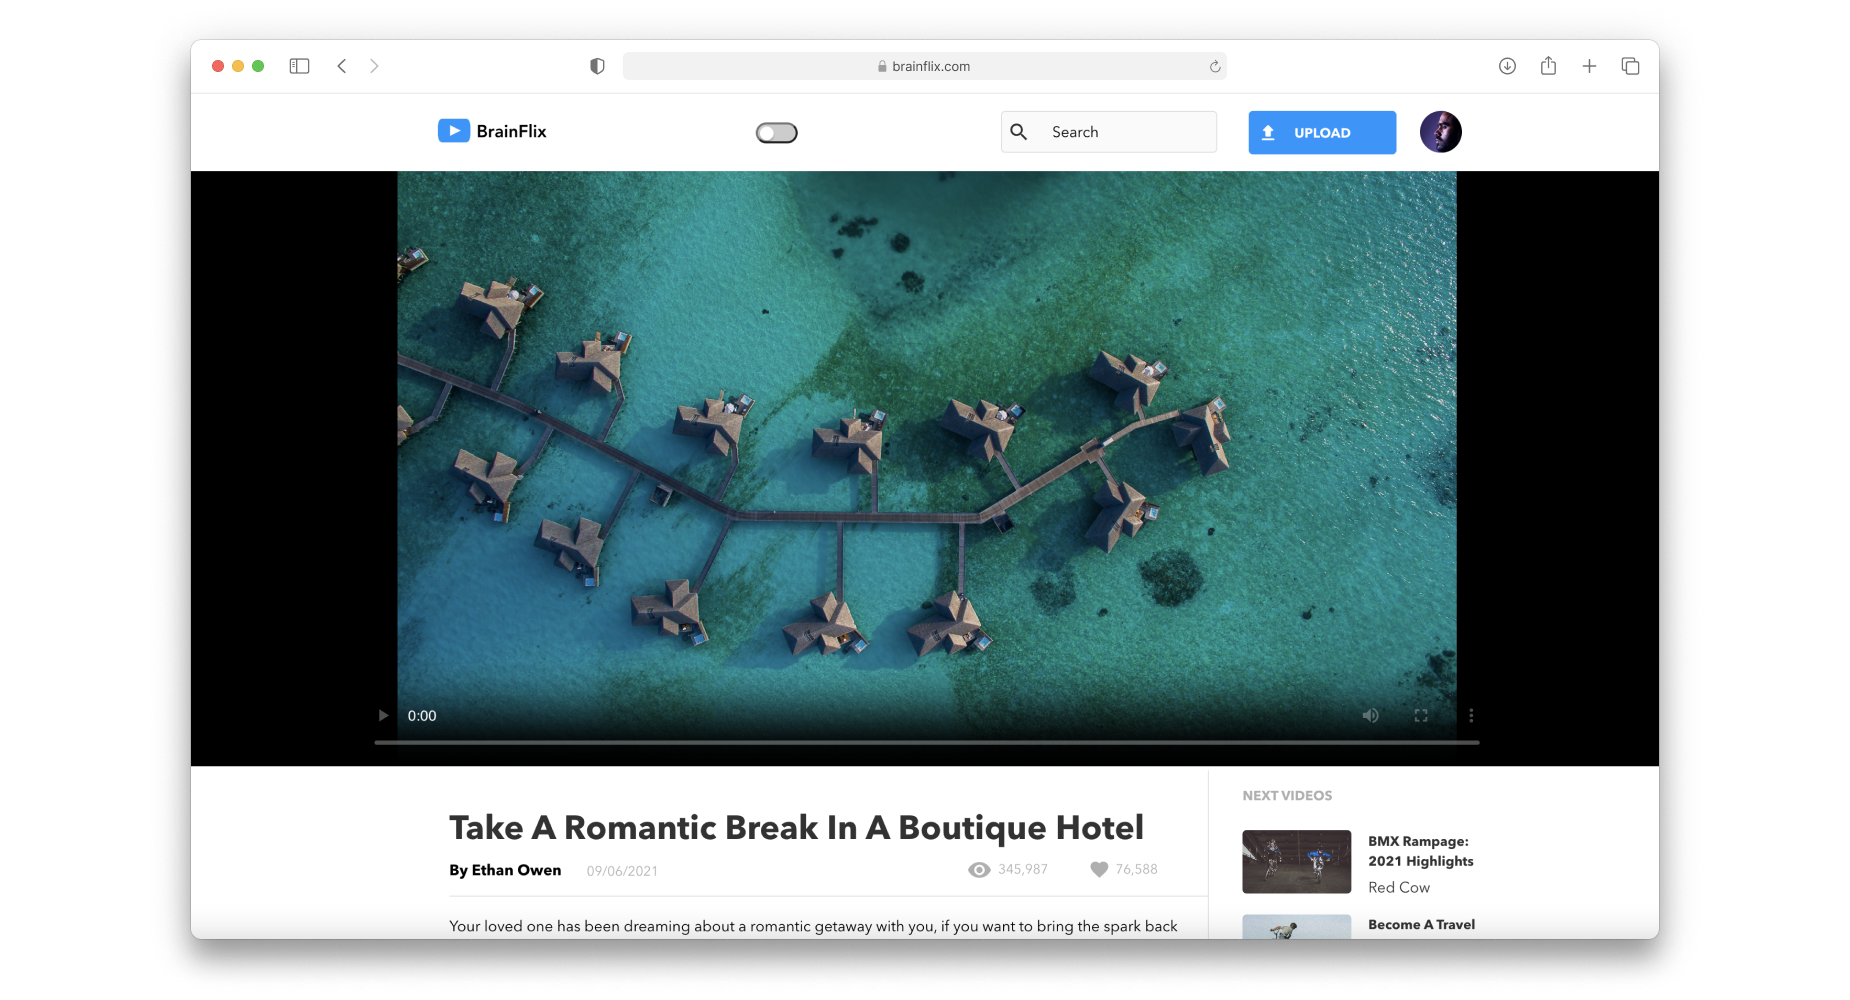 brainflix.com
BrainFlix
Search
UPLOAD
0:00
Take A Romantic Break In A Boutique Hotel
By Ethan Owen 09/06/2021 345,987 76,588
Your loved one has been dreaming about a romantic getaway with you, if you want to bring the spark back
NEXT VIDEOS
BMX Rampage:
2021 Highlights
Red Cow
Become A Travel